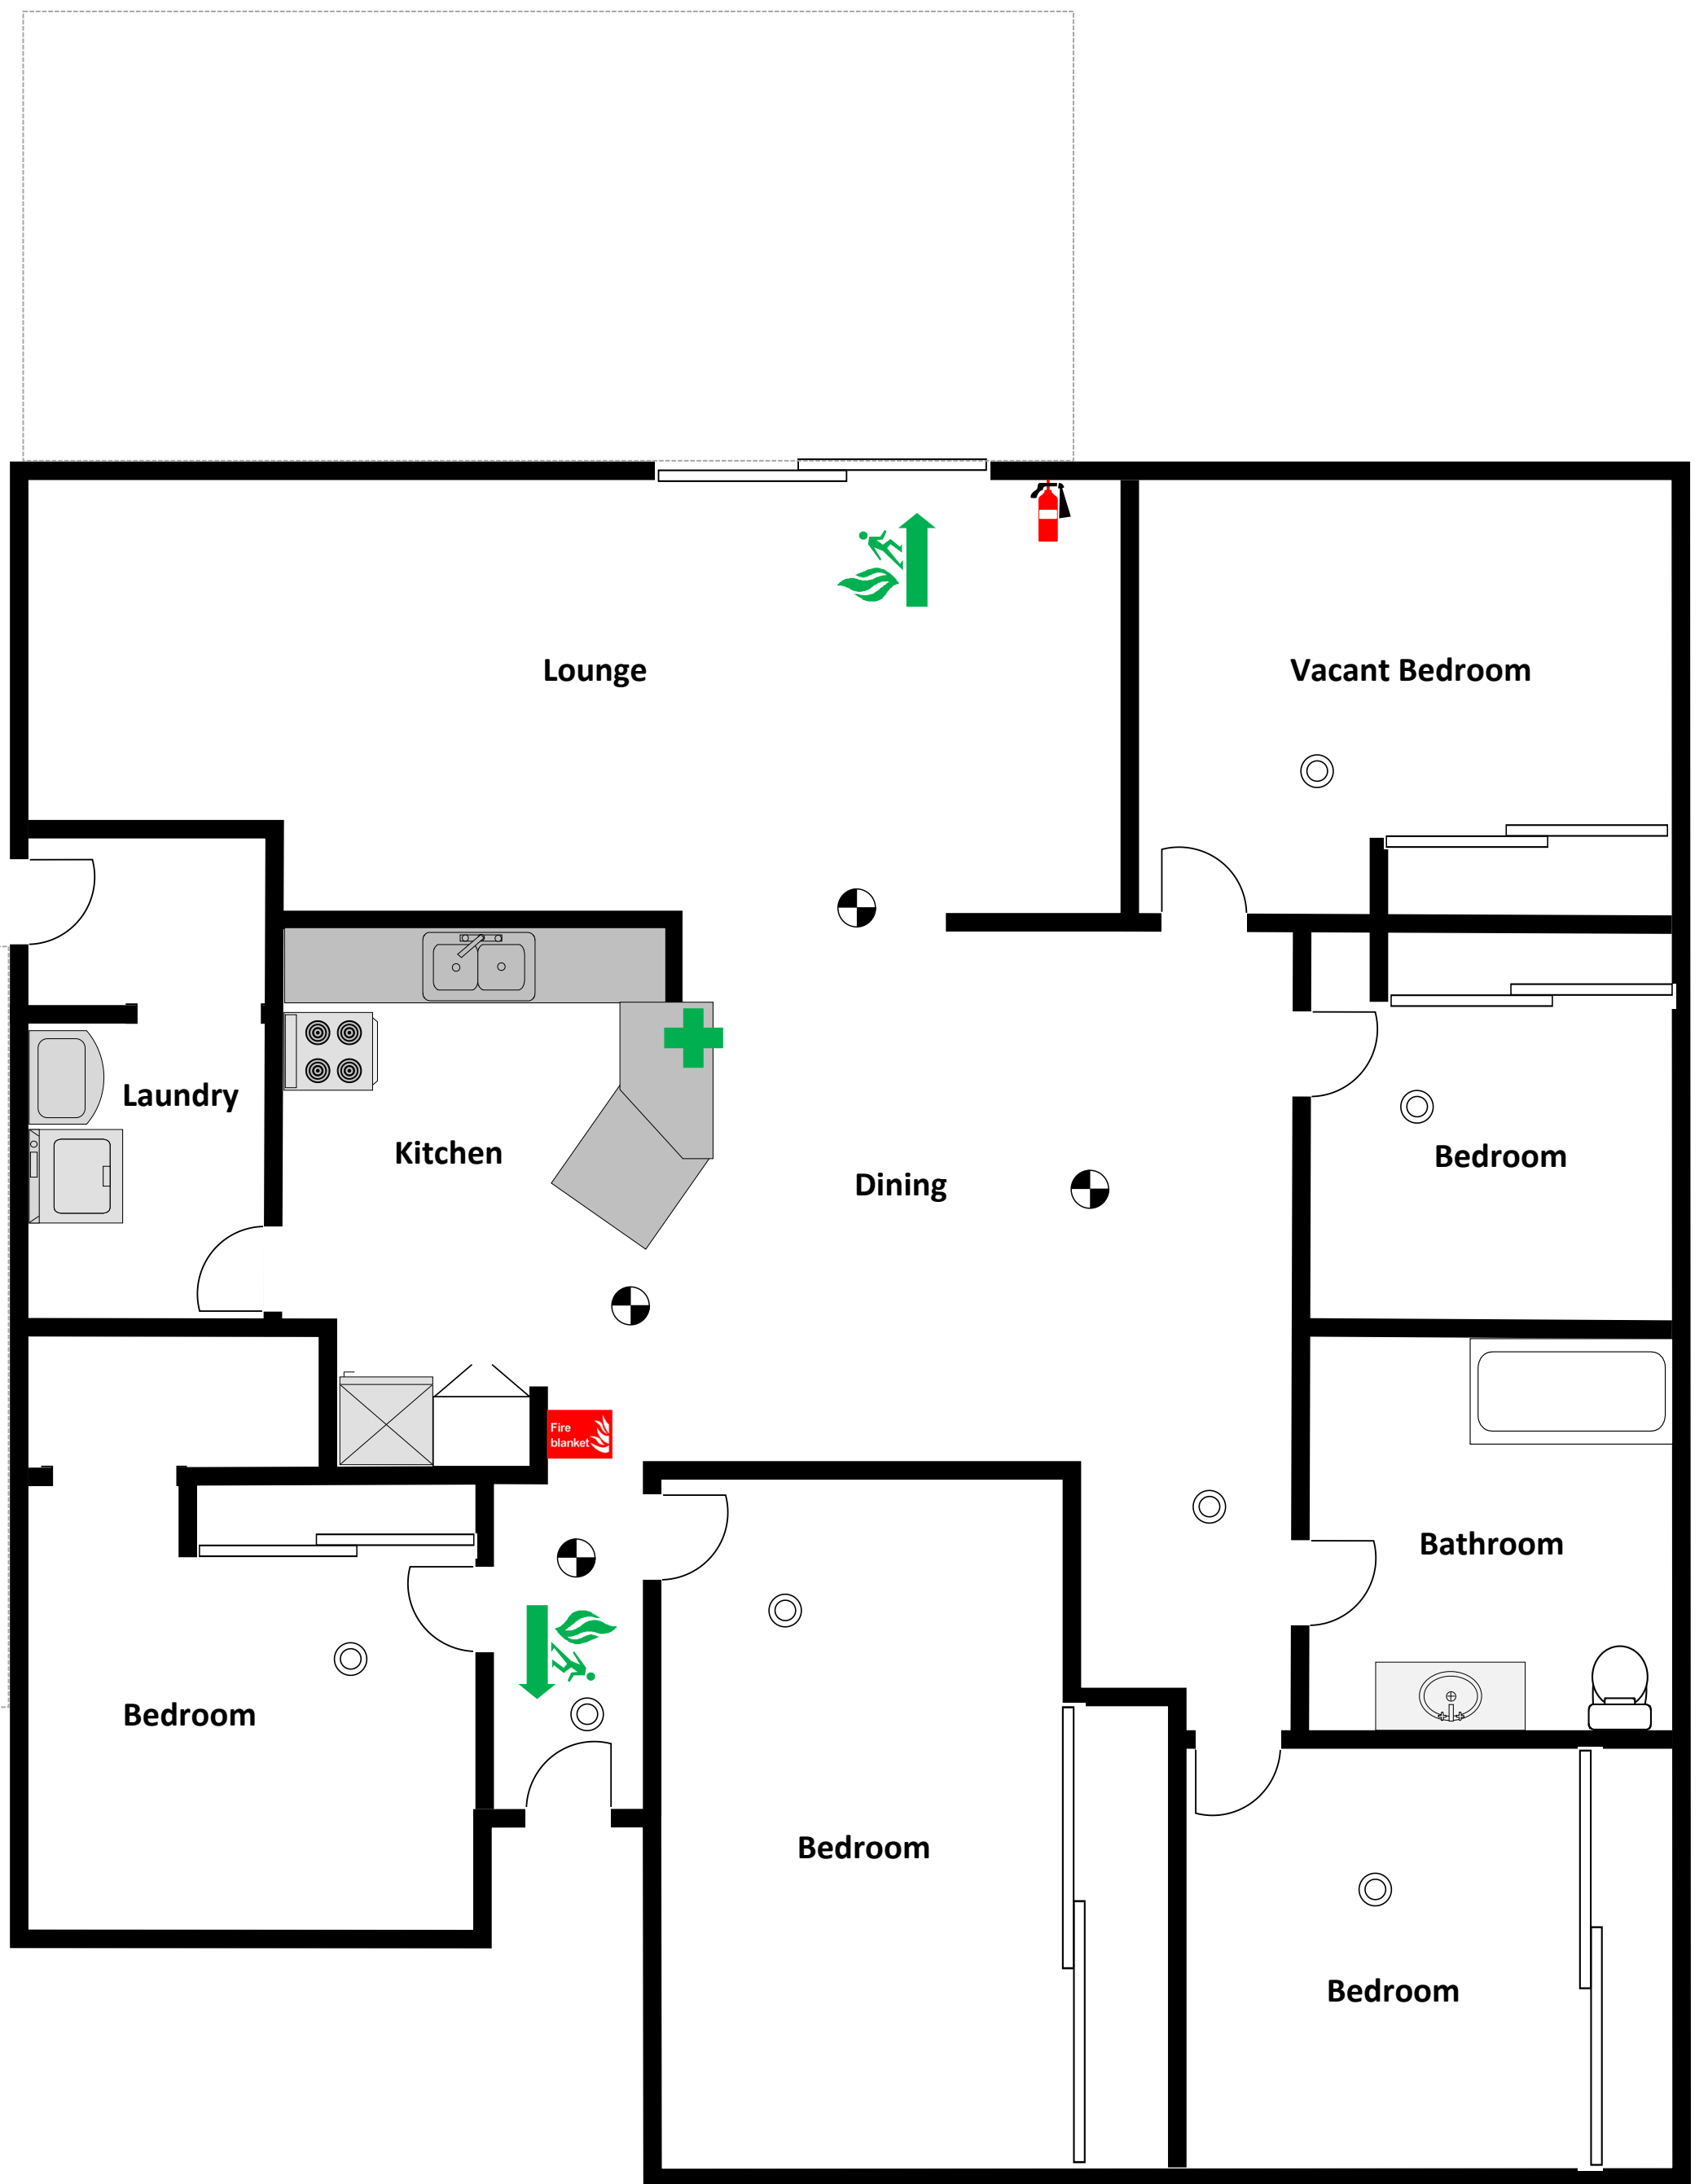 Lounge
Vacant Bedroom
Laundry
Kitchen
Dining
Bedroom
Fire
blanket
Bathroom
Bedroom
Bedroom
Bedroom